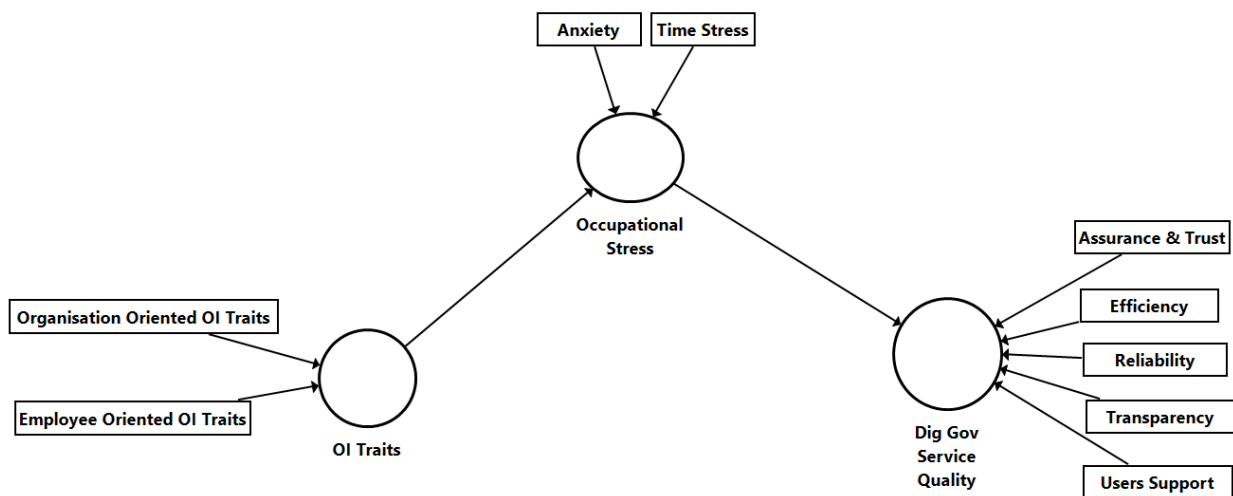 Anxiety
Time Stress
Occupational
Stress
Assurance & Trust
Efficiency
Organisation Oriented OI Traits
Reliability
Employee Oriented OI Traits
Transparency
OI Traits
Dig Gov
Service
Quality
Users Support